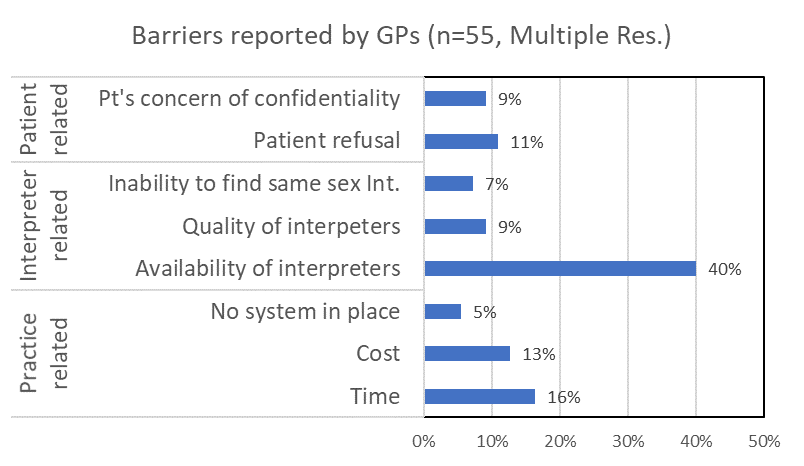 Barriers reported by GPs (n=55, Multiple Res.)
Patient
related
Pt's concern of confidentiality
9%
Patient refusal
11%
Interpreter
related
Inability to find same sex Int.
7%
Quality of interpeters
9%
Availability of interpreters
40%
Practice
related
No system in place
5%
Cost
13%
Time
16%
0% 10% 20% 30% 40% 50%